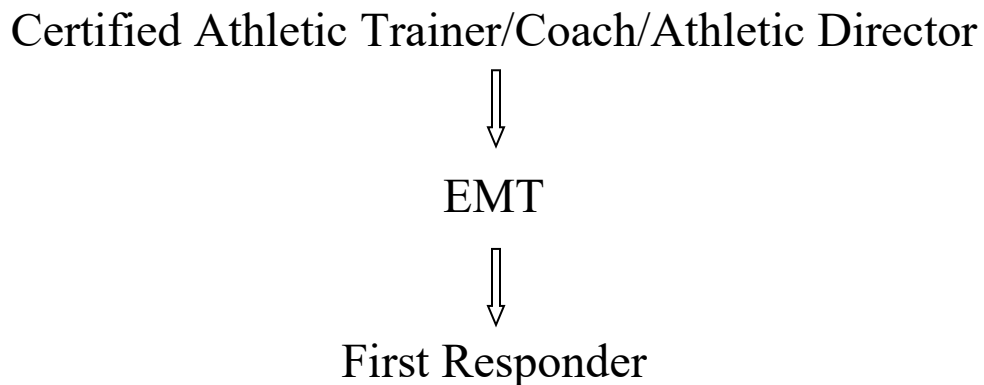 Certified Athletic Trainer/Coach/Athletic Director
EMT
First Responder